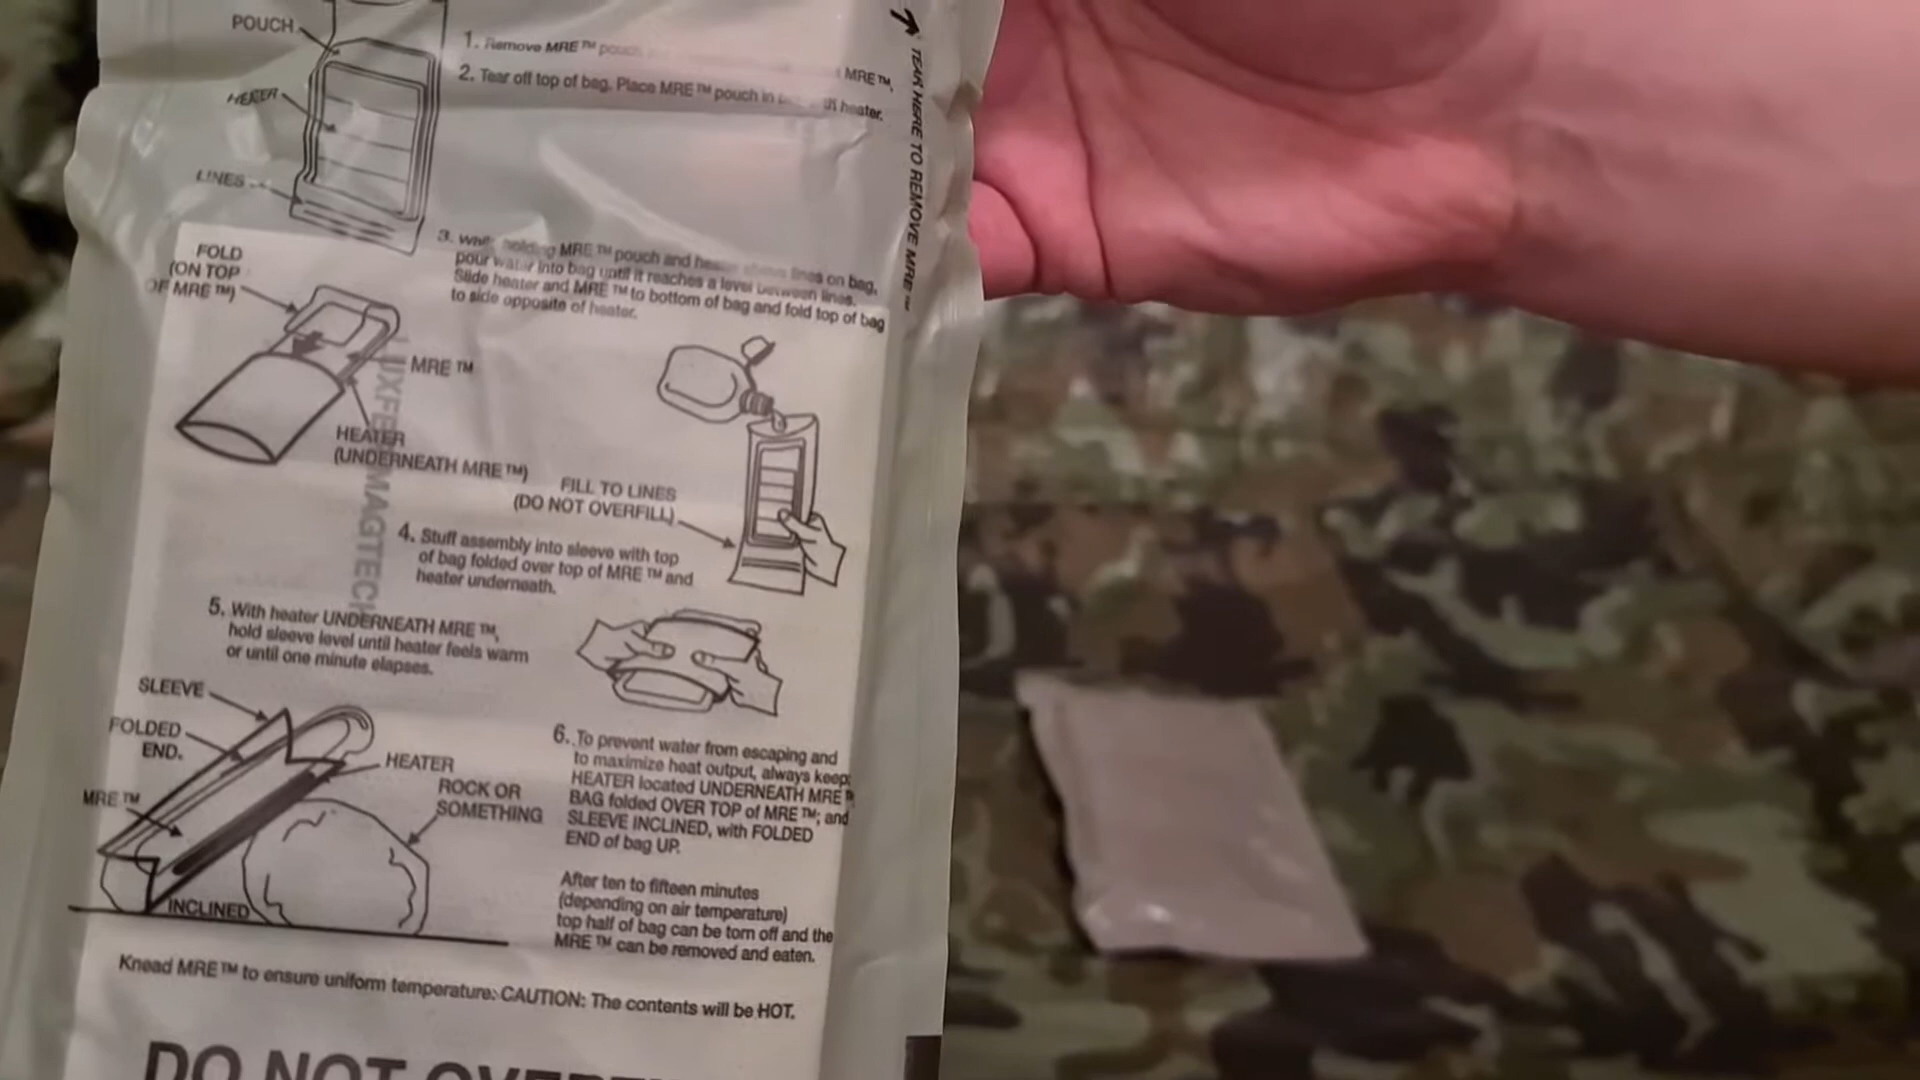 POUCH
1. Remove MRE™ pouch
MRE™,
2. Tear off top of bag. Place MRE™ pouch in heater.
HEATER
LINES
TEAR HERE TO REMOVE MRE™
3. holding MRE™ pouch and lines on bag,
pour water into bag until it reaches a level between lines.
Slide heater and MRE™ to bottom of bag and fold top of bag
to side opposite of heater.
FOLD
(ON TOP
OF MRE™)
MRE™
HEATER
(UNDERNEATH MRE™)
FILL TO LINES
(DO NOT OVERFILL)
4. Stuff assembly into sleeve with top
of bag folded over top of MRE™ and
heater underneath.
5. With heater UNDERNEATH MRE™,
hold sleeve level until heater feels warm
or until one minute elapses.
SLEEVE
FOLDED
END.
MRE™
HEATER
ROCK OR
SOMETHING
INCLINED
6. To prevent water from escaping and
to maximize heat output, always keep
HEATER located UNDERNEATH MRE
BAG folded OVER TOP of MRE™; and
SLEEVE INCLINED, with FOLDED
END of bag UP.
After ten to fifteen minutes
(depending on air temperature)
top half of bag can be torn off and the
MRE™ can be removed and eaten.
Knead MRE™ to ensure uniform temperature. CAUTION: The contents will be HOT.
DO NOT